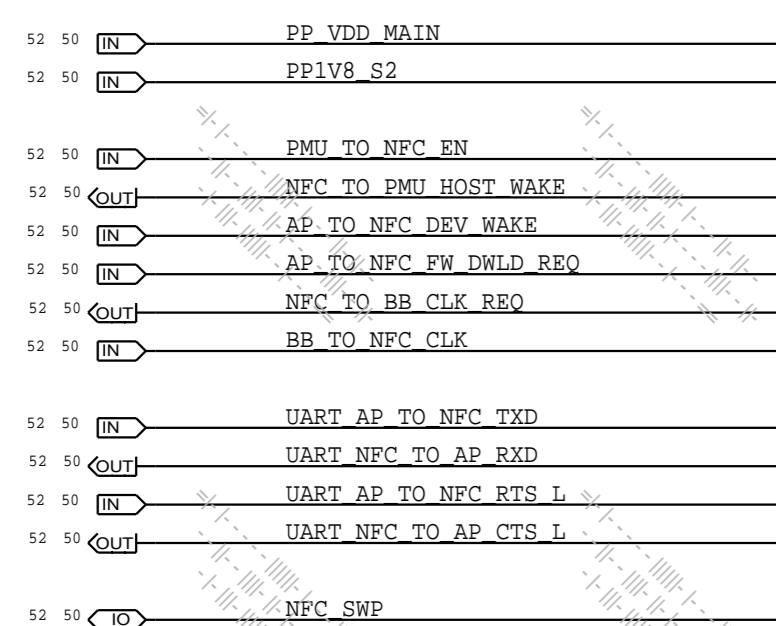 52 50 IN PP_VDD_MAIN
52 50 IN PP1V8_S2
52 50 IN PMU_TO_NFC_EN
52 50 OUT NFC_TO_PMU_HOST_WAKE
52 50 IN AP_TO_NFC_DEV_WAKE
52 50 IN AP_TO_NFC_FW_DWLD_REQ
52 50 OUT NFC_TO_BB_CLK_REQ
52 50 IN BB_TO_NFC_CLK
52 50 IN UART_AP_TO_NFC_TXD
52 50 OUT UART_NFC_TO_AP_RXD
52 50 IN UART_AP_TO_NFC_RTS_L
52 50 OUT UART_NFC_TO_AP_CTS_L
52 50 IO NFC_SWP